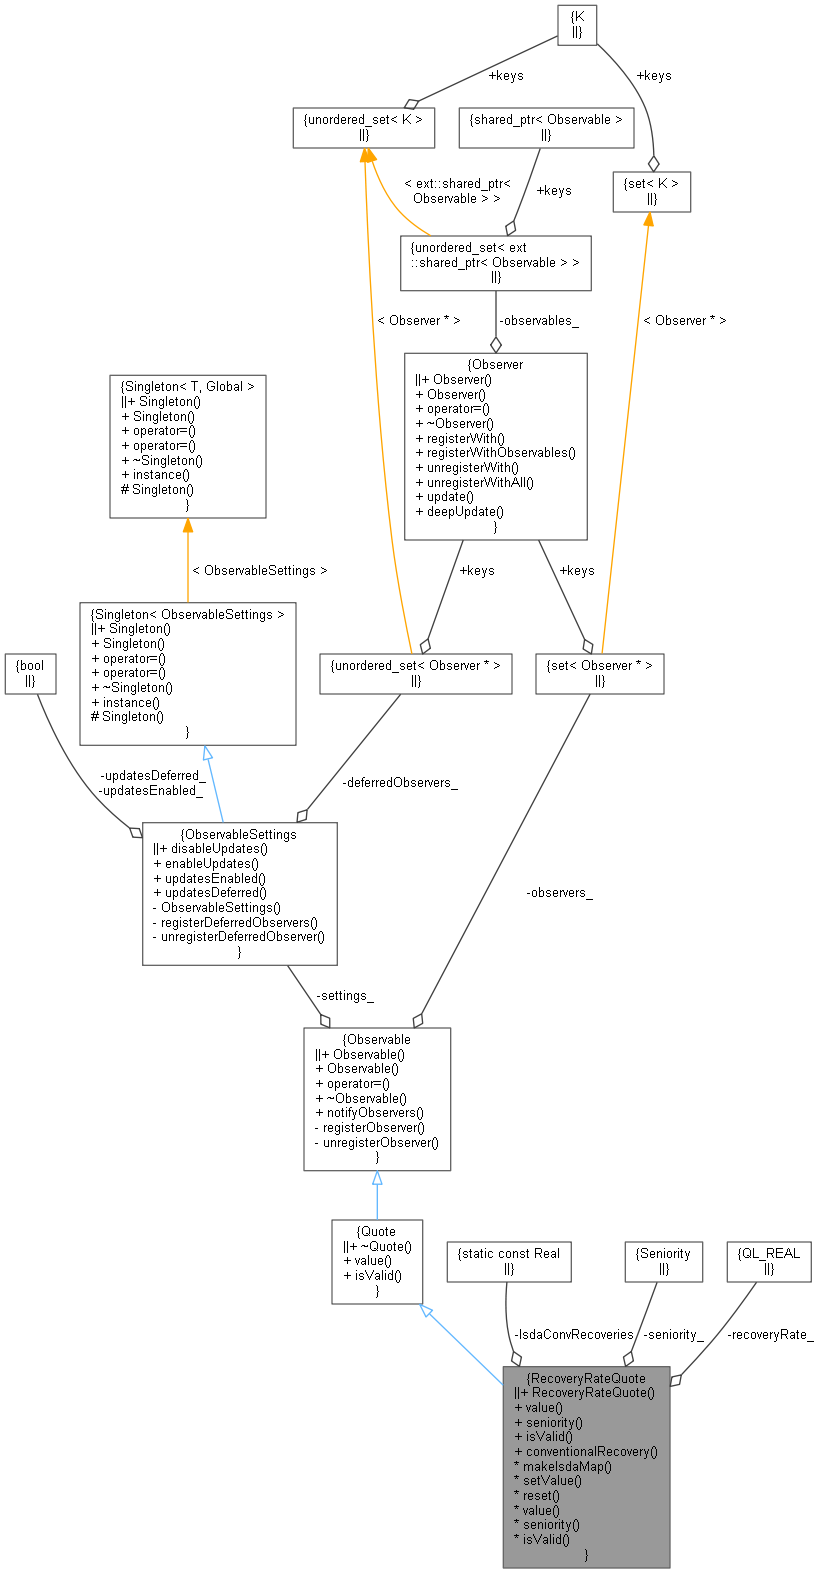 {K
||}
+keys
+keys
{unordered_set< K >
||}
{shared_ptr< Observable >
||}
{set< K >
||}
< ext::shared_ptr<
Observable > >
+keys
{unordered_set< ext
::shared_ptr< Observable > >
||}
< Observer * >
-observables_
< Observer * >
{Observer
||+ Observer()
+ Observer()
+ operator=()
+ ~Observer()
+ registerWith()
+ registerWithObservables()
+ unregisterWith()
+ unregisterWithAll()
+ update()
+ deepUpdate()
}
{Singleton< T, Global >
||+ Singleton()
+ Singleton()
+ operator=()
+ operator=()
+ ~Singleton()
+ instance()
# Singleton()
}
< ObservableSettings >
+keys
+keys
{Singleton< ObservableSettings >
||+ Singleton()
+ Singleton()
+ operator=()
+ operator=()
+ ~Singleton()
+ instance()
# Singleton()
}
{bool
||}
{unordered_set< Observer * >
||}
{set< Observer * >
||}
-updatesDeferred_
-updatesEnabled_
-deferredObservers_
{ObservableSettings
||+ disableUpdates()
+ enableUpdates()
+ updatesEnabled()
+ updatesDeferred()
- ObservableSettings()
- registerDeferredObservers()
- unregisterDeferredObserver()
}
-observers_
-settings_
{Observable
||+ Observable()
+ Observable()
+ operator=()
+ ~Observable()
+ notifyObservers()
- registerObserver()
- unregisterObserver()
}
{Quote
||+ ~Quote()
+ value()
+ isValid()
}
{static const Real
||}
{Seniority
||}
{QL_REAL
||}
-IsdaConvRecoveries
-seniority_
-recoveryRate_
{RecoveryRateQuote
||+ RecoveryRateQuote()
+ value()
+ seniority()
+ isValid()
+ conventionalRecovery()
* makeIsdaMap()
* setValue()
* reset()
* value()
* seniority()
* isValid()
}